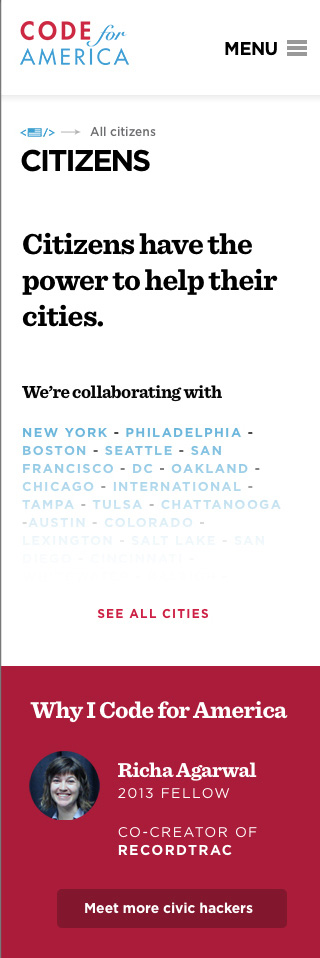 CODE for
AMERICA
MENU
</> All citizens
CITIZENS
Citizens have the
power to help their
cities.
We're collaborating with
NEW YORK - PHILADELPHIA -
BOSTON - SEATTLE - SAN
FRANCISCO - DC - OAKLAND -
CHICAGO - INTERNATIONAL -
TAMPA - TULSA - CHATTANOOGA
-AUSTIN - COLORADO -
LEXINGTON - SALT LAKE - SAN
DIEGO - CINCINNATI -
SEE ALL CITIES
Why I Code for America
Richa Agarwal
2013 FELLOW
CO-CREATOR OF
RECORDTRAC
Meet more civic hackers